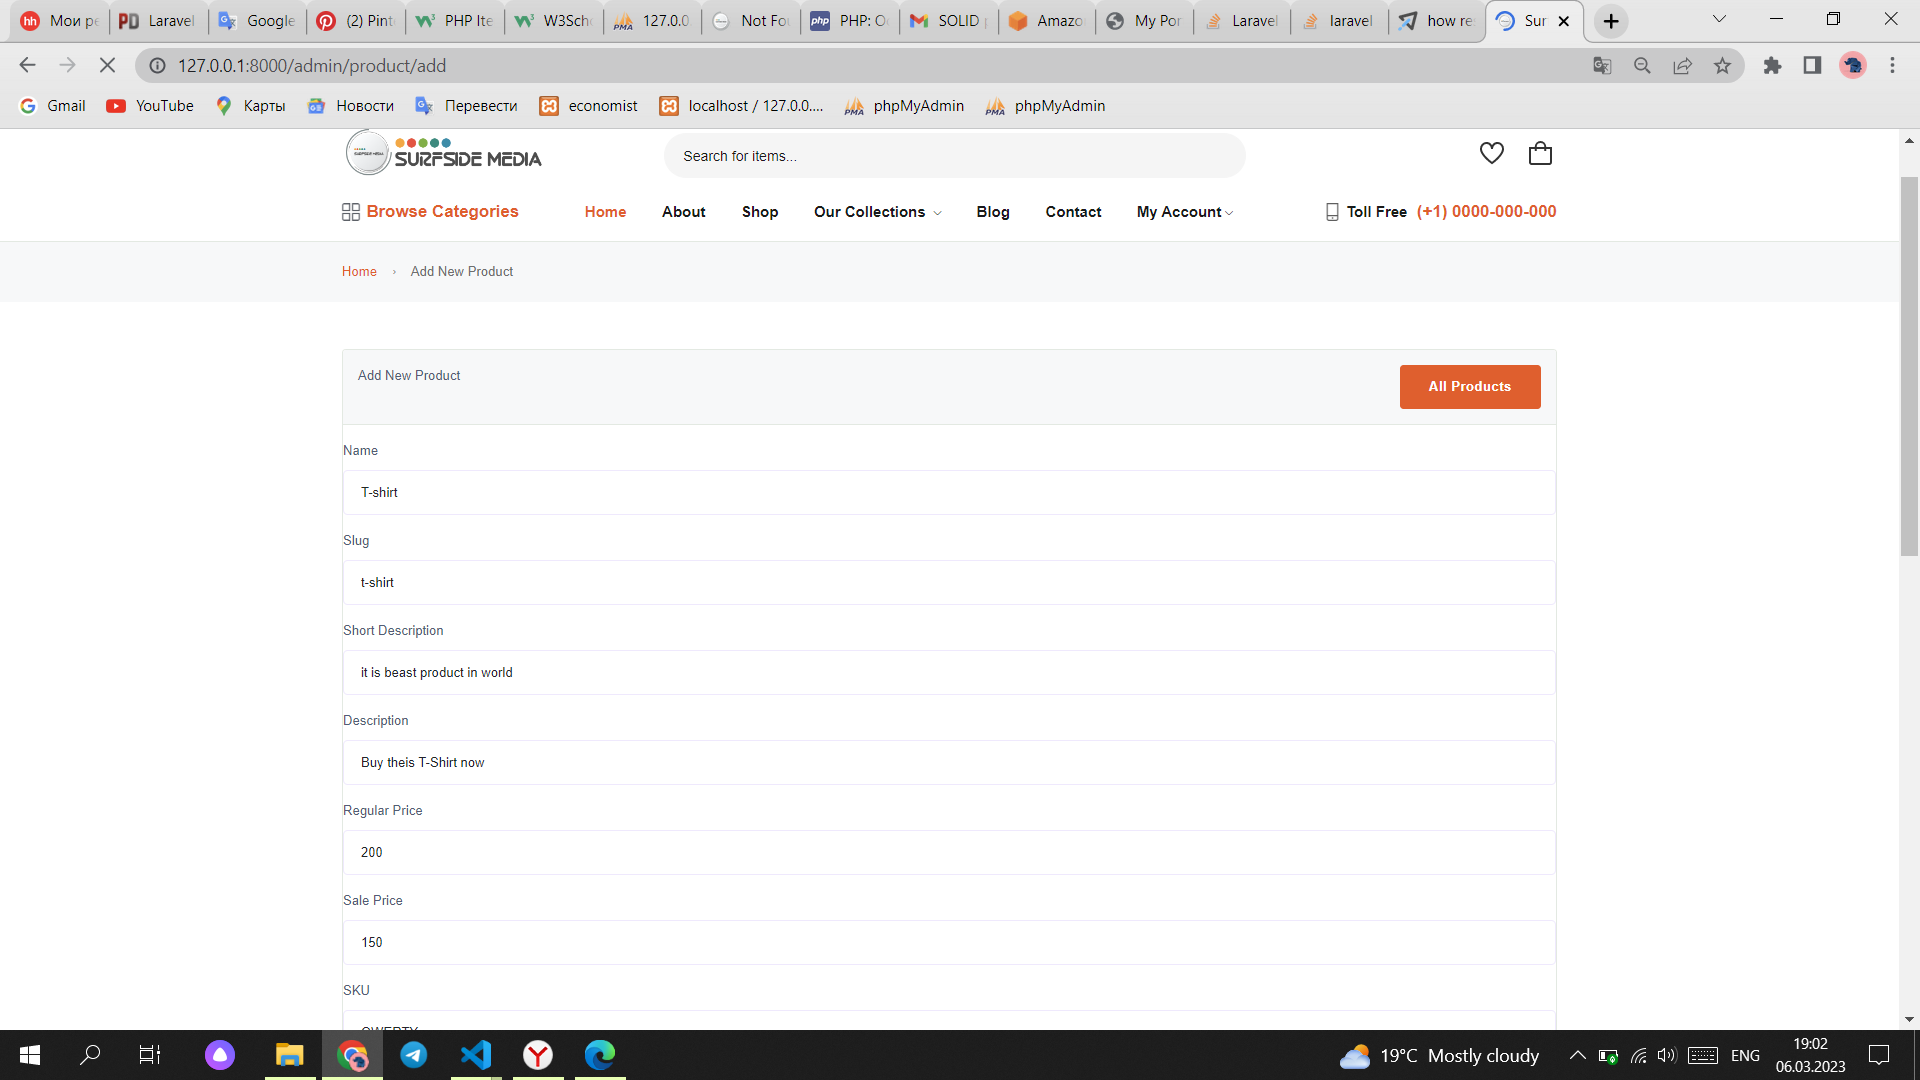 Мои ре
Laravel
Google
(2) Pint
PHP Ite
W3Sch
127.0.0
Not Fo
PHP: O
SOLID
Amazo
My Por
Laravel
laravel
how re
Sur
127.0.0.1:8000/admin/product/add
Gmail
YouTube
Карты
Новости
Перевести
economist
localhost / 127.0.0....
phpMyAdmin
phpMyAdmin
SURFSIDE MEDIA
Search for items...
Browse Categories
Home
About
Shop
Our Collections
Blog
Contact
My Account
Toll Free (+1) 0000-000-000
Home › Add New Product
Add New Product
All Products
Name
T-shirt
Slug
t-shirt
Short Description
it is beast product in world
Description
Buy theis T-Shirt now
Regular Price
200
Sale Price
150
SKU
QWERTY
19°C Mostly cloudy
ENG
19:02
06.03.2023